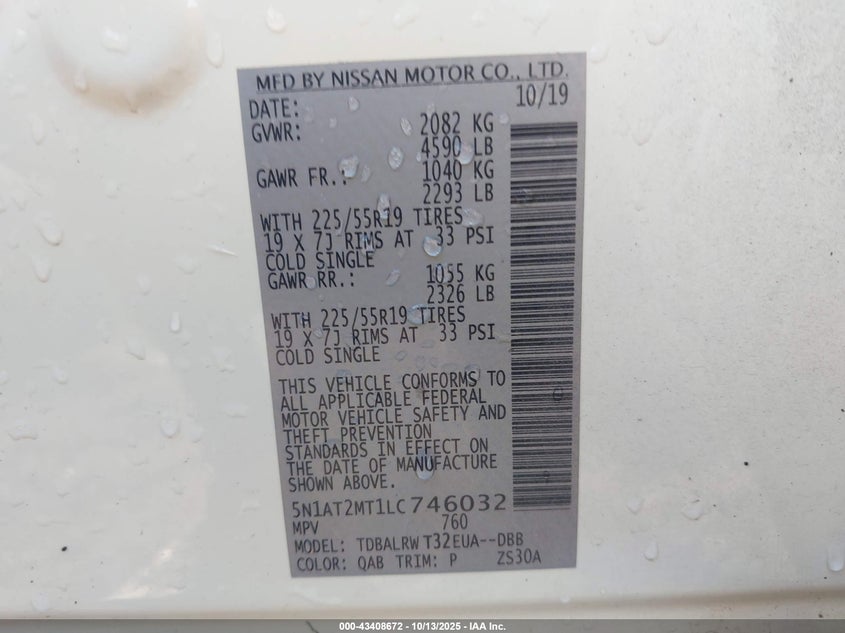 MFD BY NISSAN MOTOR CO., LTD.
DATE: 10/19
GVWR: 2082 KG
4590 LB
GAWR FR.: 1040 KG
2293 LB
WITH 225/55R19 TIRES
19 X 7J RIMS AT 33 PSI
COLD SINGLE
GAWR RR.: 1055 KG
2326 LB
WITH 225/55R19 TIRES
19 X 7J RIMS AT 33 PSI
COLD SINGLE
THIS VEHICLE CONFORMS TO
ALL APPLICABLE FEDERAL
MOTOR VEHICLE SAFETY AND
THEFT PREVENTION
STANDARDS IN EFFECT ON
THE DATE OF MANUFACTURE
SHOWN ABOVE.
5N1AT2MT1LC746032
MPV 760
MODEL: TDBALRW T32EUA--DBB
COLOR: QAB TRIM: P ZS30A
000-43408672 - 10/13/2025 - IAA Inc.